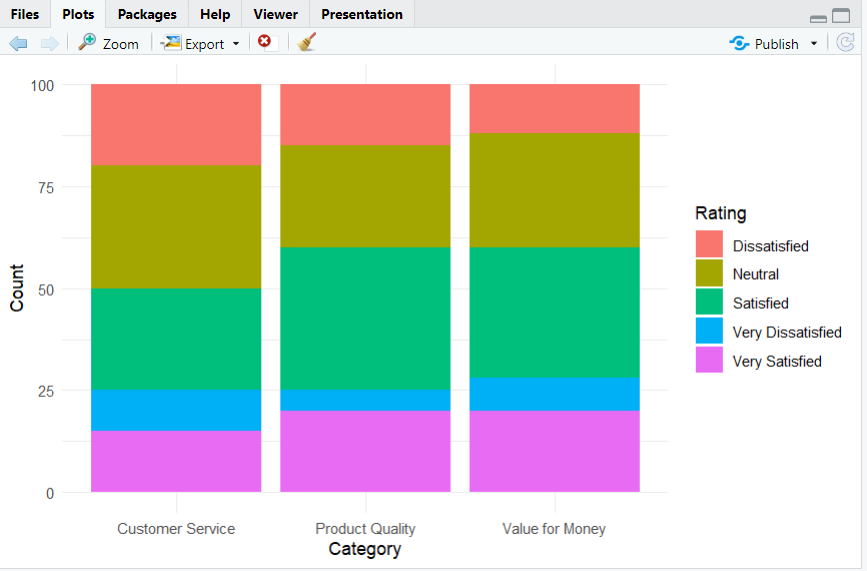 Files Plots Packages Help Viewer Presentation
Zoom Export Publish
100
75
50
25
0
Count
Customer Service Product Quality Value for Money
Category
Rating
Dissatisfied
Neutral
Satisfied
Very Dissatisfied
Very Satisfied